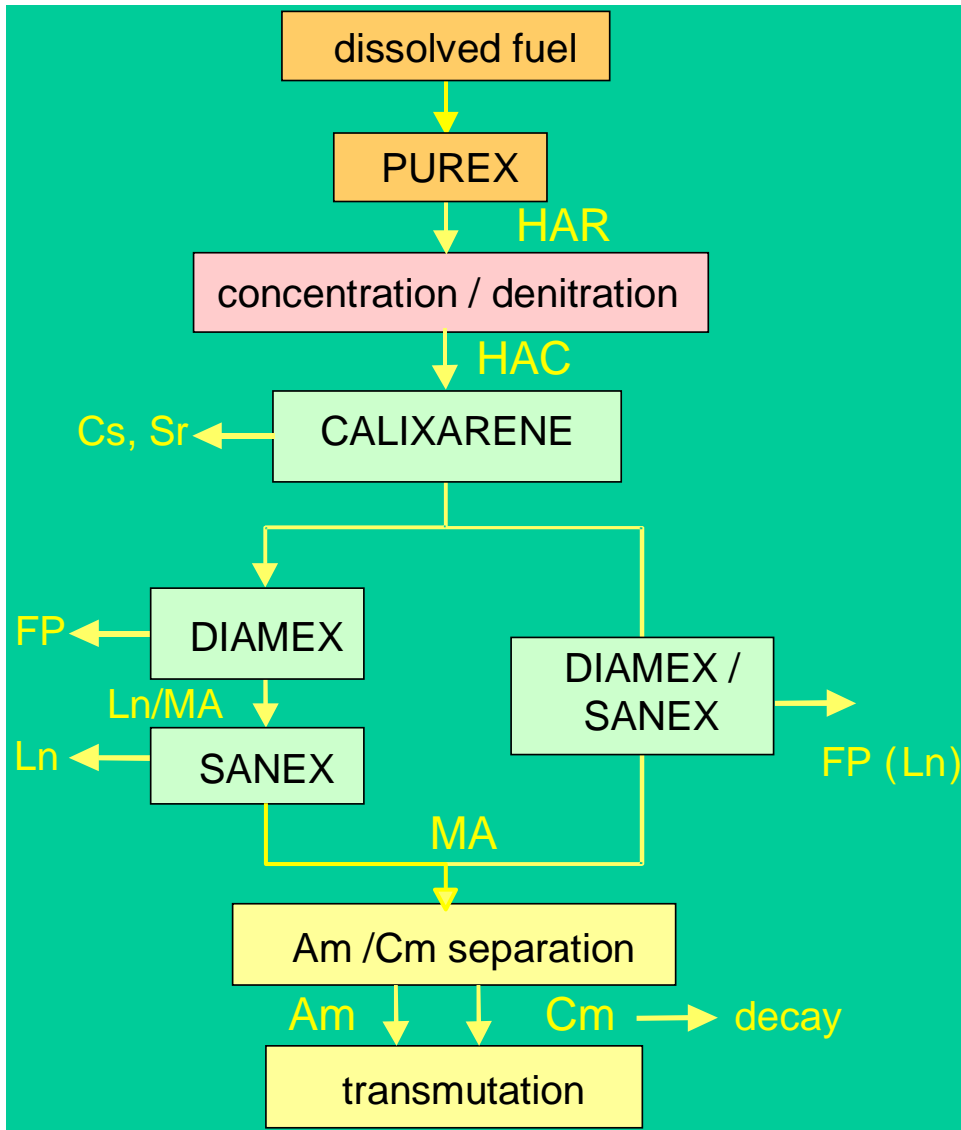 dissolved fuel
PUREX
HAR
concentration / denitration
HAC
Cs, Sr
CALIXARENE
FP
DIAMEX
DIAMEX /
SANEX
Ln/MA
Ln
SANEX
FP (Ln)
MA
Am /Cm separation
Am
Cm
decay
transmutation